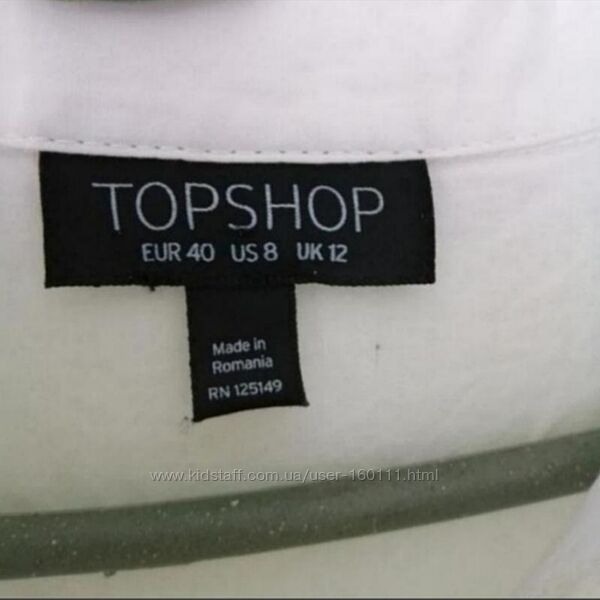 TOPSHOP
EUR 40 US 8 UK 12
Made in
Romania
RN 125149
www.kidstaff.com.ua/user-160111.html